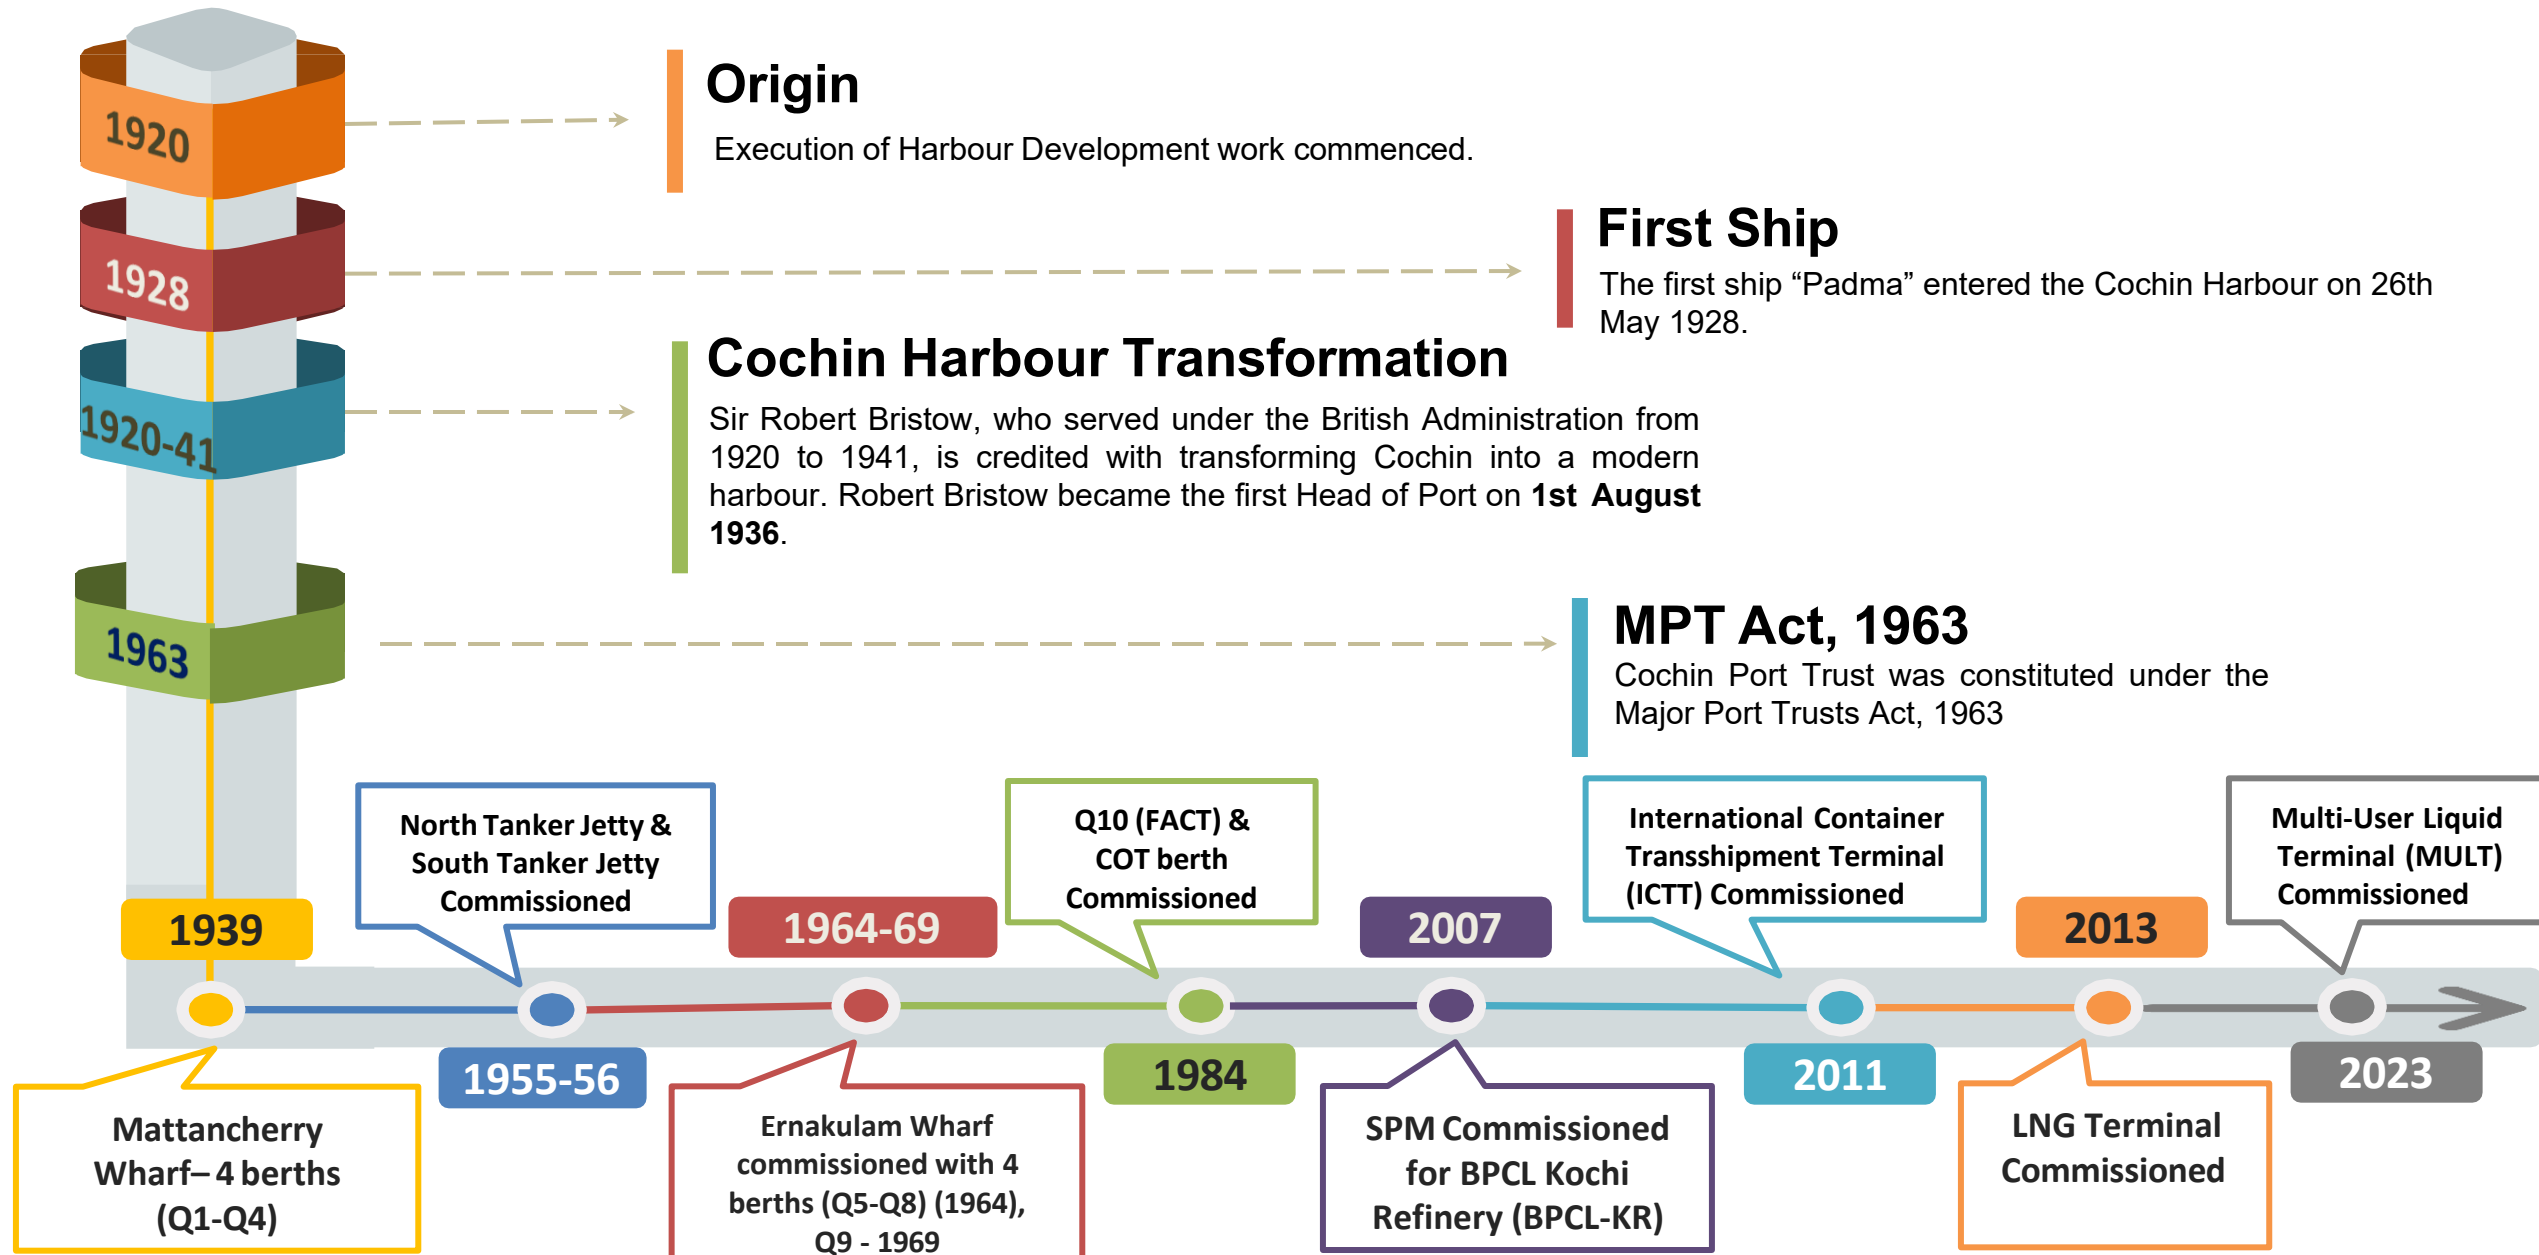 1920
Origin
Execution of Harbour Development work commenced.
1928
First Ship
The first ship “Padma” entered the Cochin Harbour on 26th
May 1928.
1920-41
Cochin Harbour Transformation
Sir Robert Bristow, who served under the British Administration from
1920 to 1941, is credited with transforming Cochin into a modern
harbour. Robert Bristow became the first Head of Port on 1st August
1936.
1963
MPT Act, 1963
Cochin Port Trust was constituted under the
Major Port Trusts Act, 1963
1939
Mattancherry
Wharf– 4 berths
(Q1-Q4)
North Tanker Jetty &
South Tanker Jetty
Commissioned
1955-56
1964-69
Ernakulam Wharf
commissioned with 4
berths (Q5-Q8) (1964),
Q9 - 1969
Q10 (FACT) &
COT berth
Commissioned
1984
2007
SPM Commissioned
for BPCL Kochi
Refinery (BPCL-KR)
International Container
Transshipment Terminal
(ICTT) Commissioned
2011
2013
LNG Terminal
Commissioned
Multi-User Liquid
Terminal (MULT)
Commissioned
2023